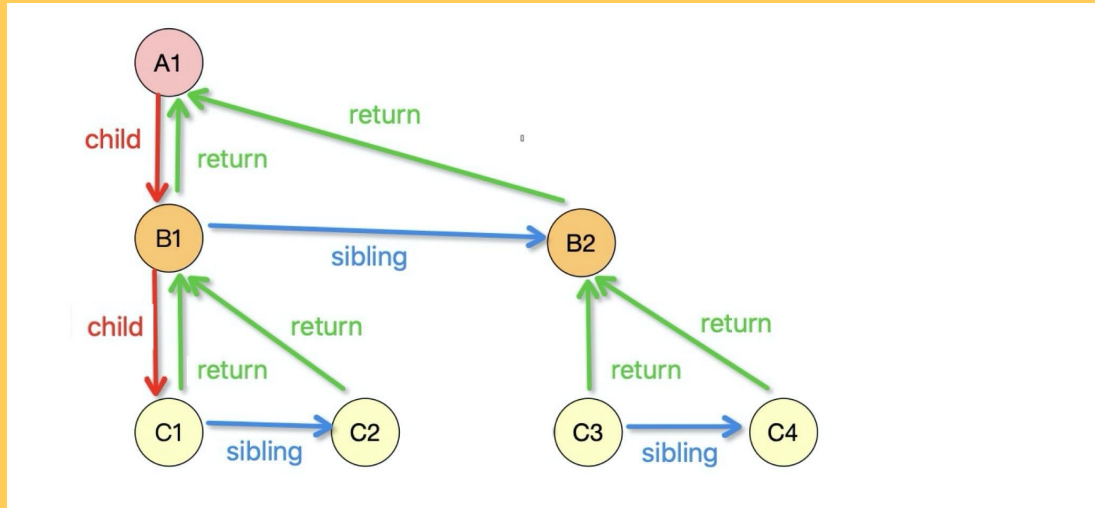 A1
child
return
return
B1
sibling
B2
child
return
return
return
return
C1
sibling
C2
C3
sibling
C4